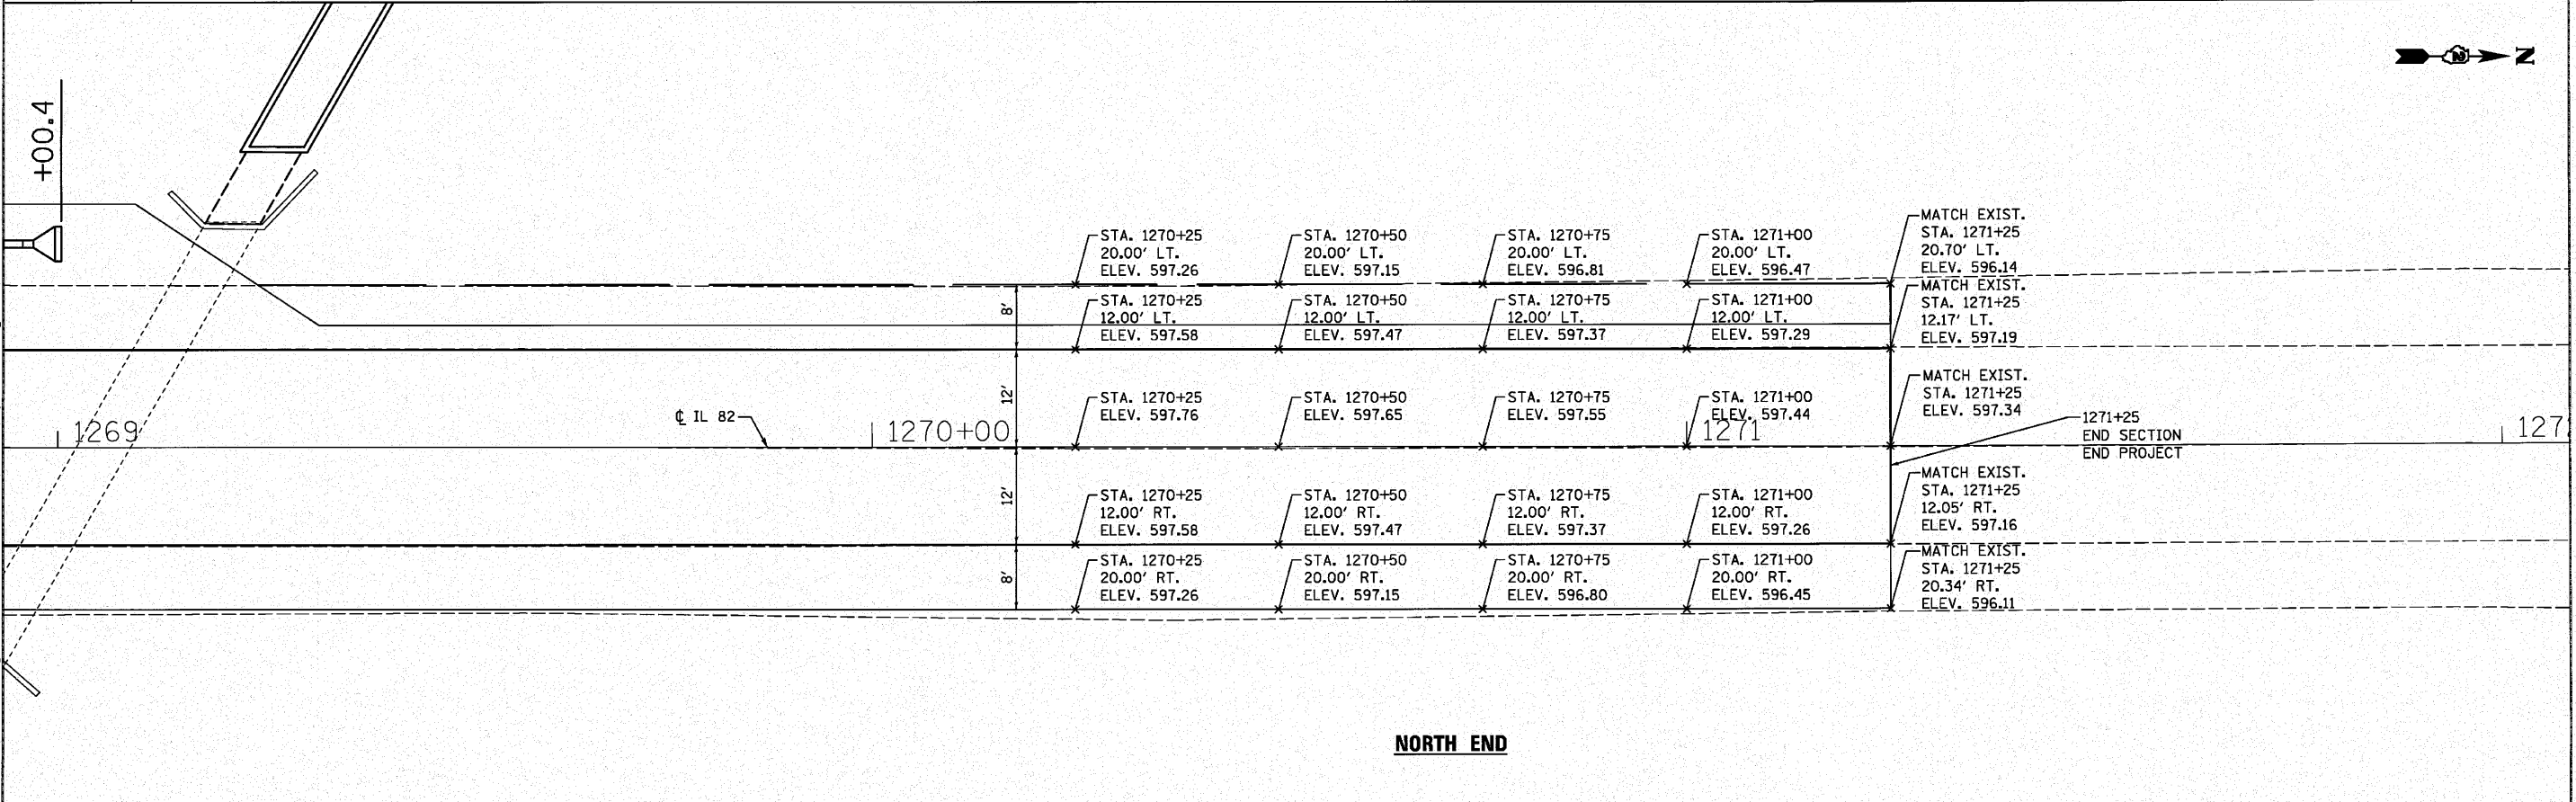 N
+00.4
STA. 1270+25
20.00' LT.
ELEV. 597.26
STA. 1270+50
20.00' LT.
ELEV. 597.15
STA. 1270+75
20.00' LT.
ELEV. 596.81
STA. 1271+00
20.00' LT.
ELEV. 596.47
MATCH EXIST.
STA. 1271+25
20.70' LT.
ELEV. 596.14
8'
STA. 1270+25
12.00' LT.
ELEV. 597.58
STA. 1270+50
12.00' LT.
ELEV. 597.47
STA. 1270+75
12.00' LT.
ELEV. 597.37
STA. 1271+00
12.00' LT.
ELEV. 597.29
MATCH EXIST.
STA. 1271+25
12.17' LT.
ELEV. 597.19
12'
STA. 1270+25
ELEV. 597.76
STA. 1270+50
ELEV. 597.65
STA. 1270+75
ELEV. 597.55
STA. 1271+00
ELEV. 597.44
MATCH EXIST.
STA. 1271+25
ELEV. 597.34
℄ IL 82
1269
1270+00
1271
127
1271+25
END SECTION
END PROJECT
12'
STA. 1270+25
12.00' RT.
ELEV. 597.58
STA. 1270+50
12.00' RT.
ELEV. 597.47
STA. 1270+75
12.00' RT.
ELEV. 597.37
STA. 1271+00
12.00' RT.
ELEV. 597.26
MATCH EXIST.
STA. 1271+25
12.05' RT.
ELEV. 597.16
8'
STA. 1270+25
20.00' RT.
ELEV. 597.26
STA. 1270+50
20.00' RT.
ELEV. 597.15
STA. 1270+75
20.00' RT.
ELEV. 596.80
STA. 1271+00
20.00' RT.
ELEV. 596.45
MATCH EXIST.
STA. 1271+25
20.34' RT.
ELEV. 596.11
NORTH END